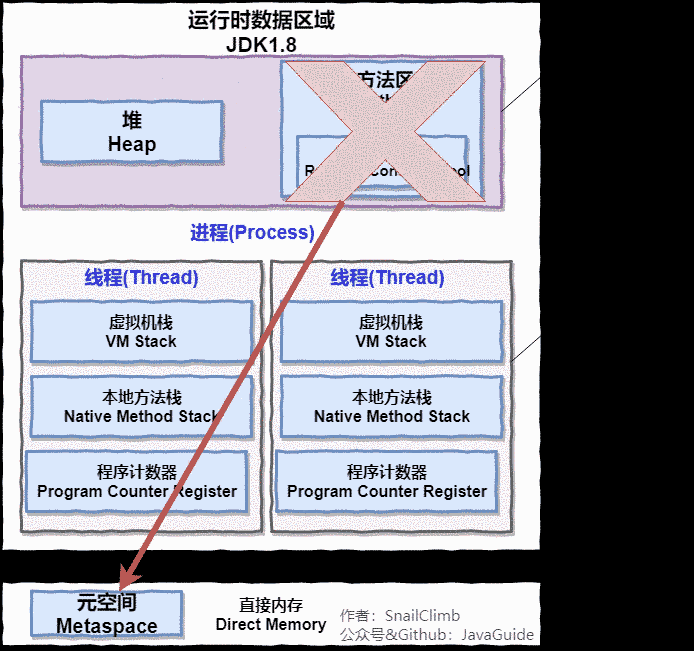 运行时数据区域
JDK1.8
堆
Heap
方法区
进程(Process)
线程(Thread)
虚拟机栈
VM Stack
本地方法栈
Native Method Stack
程序计数器
Program Counter Register
线程(Thread)
虚拟机栈
VM Stack
本地方法栈
Native Method Stack
程序计数器
Program Counter Register
元空间
Metaspace
直接内存
Direct Memory
作者：SnailClimb
公众号&Github：JavaGuide